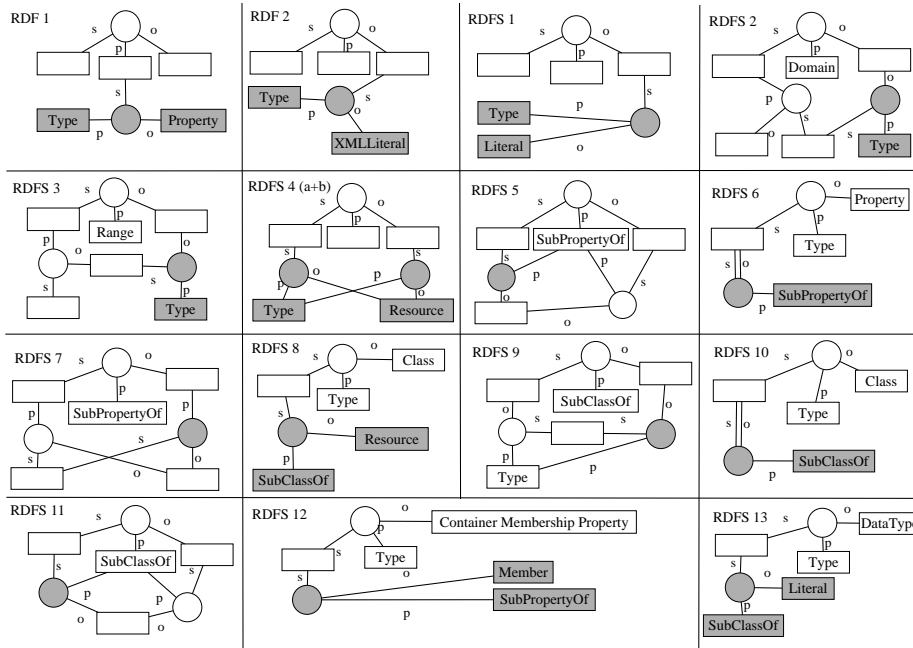 RDF 1
s
o
p
s
Type
p
o
Property
RDF 2
s
o
p
s
Type
p
o
XMLLiteral
RDFS 1
s
o
p
s
Type
p
Literal
o
RDFS 2
s
o
p
Domain
o
p
o
s
s
p
Type
RDFS 3
s
o
p
Range
p
o
o
s
s
p
Type
RDFS 4 (a+b)
s
o
p
s
s
p
o
p
o
Type
Resource
RDFS 5
s
o
p
SubPropertyOf
s
p
p
s
o
s
o
RDFS 6
o
Property
s
p
Type
s
o
p
SubPropertyOf
RDFS 7
s
o
p
SubPropertyOf
p
p
s
s
o
o
RDFS 8
s
o
Class
p
Type
s
o
Resource
p
SubClassOf
RDFS 9
s
o
p
SubClassOf
o
o
s
s
p
Type
p
RDFS 10
s
o
p
Class
Type
s
o
p
SubClassOf
RDFS 11
s
o
p
SubClassOf
s
s
p
p
s
o
o
RDFS 12
o
Container Membership Property
p
s
Type
s
o
Member
SubPropertyOf
p
RDFS 13
o
DataType
s
p
Type
s
o
Literal
p
SubClassOf